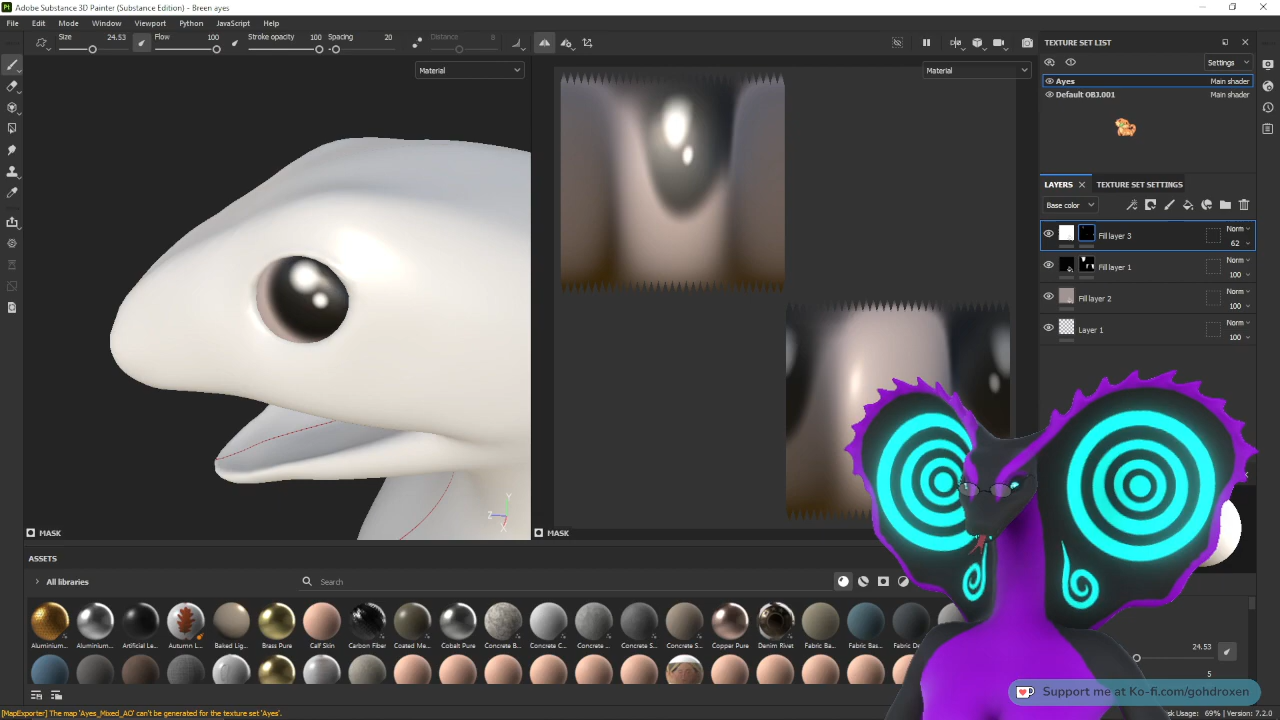 Adobe Substance 3D Painter (Substance Edition) - Breen ayes
File Edit Mode Window Viewport Python JavaScript Help
Size 24.53 Flow 100 Stroke opacity 100 Spacing 20 Distance 8
Material
Material
TEXTURE SET LIST
Settings
Ayes Main shader
Default OBJ.001 Main shader
LAYERS TEXTURE SET SETTINGS
Base color
Fill layer 3 Norm 62
Fill layer 1 Norm 100
Fill layer 2 Norm 100
Layer 1 Norm 100
Y
Z
X
MASK
MASK
ASSETS
All libraries Search
Aluminium... Aluminium... Artificial Le... Autumn L... Baked Lig... Brass Pure Calf Skin Carbon Fiber Coated Me... Cobalt Pure Concrete B... Concrete C... Concrete S... Concrete S... Copper Pure Denim Rivet Fabric Bas... Fabric Bas... Fabric De...
24.53
5
Support me at Ko-fi.com/gohdroxen
[MapExporter] The map 'Ayes_Mixed_AO' can't be generated for the texture set 'Ayes'.
sk Usage: 69% | Version: 7.2.0